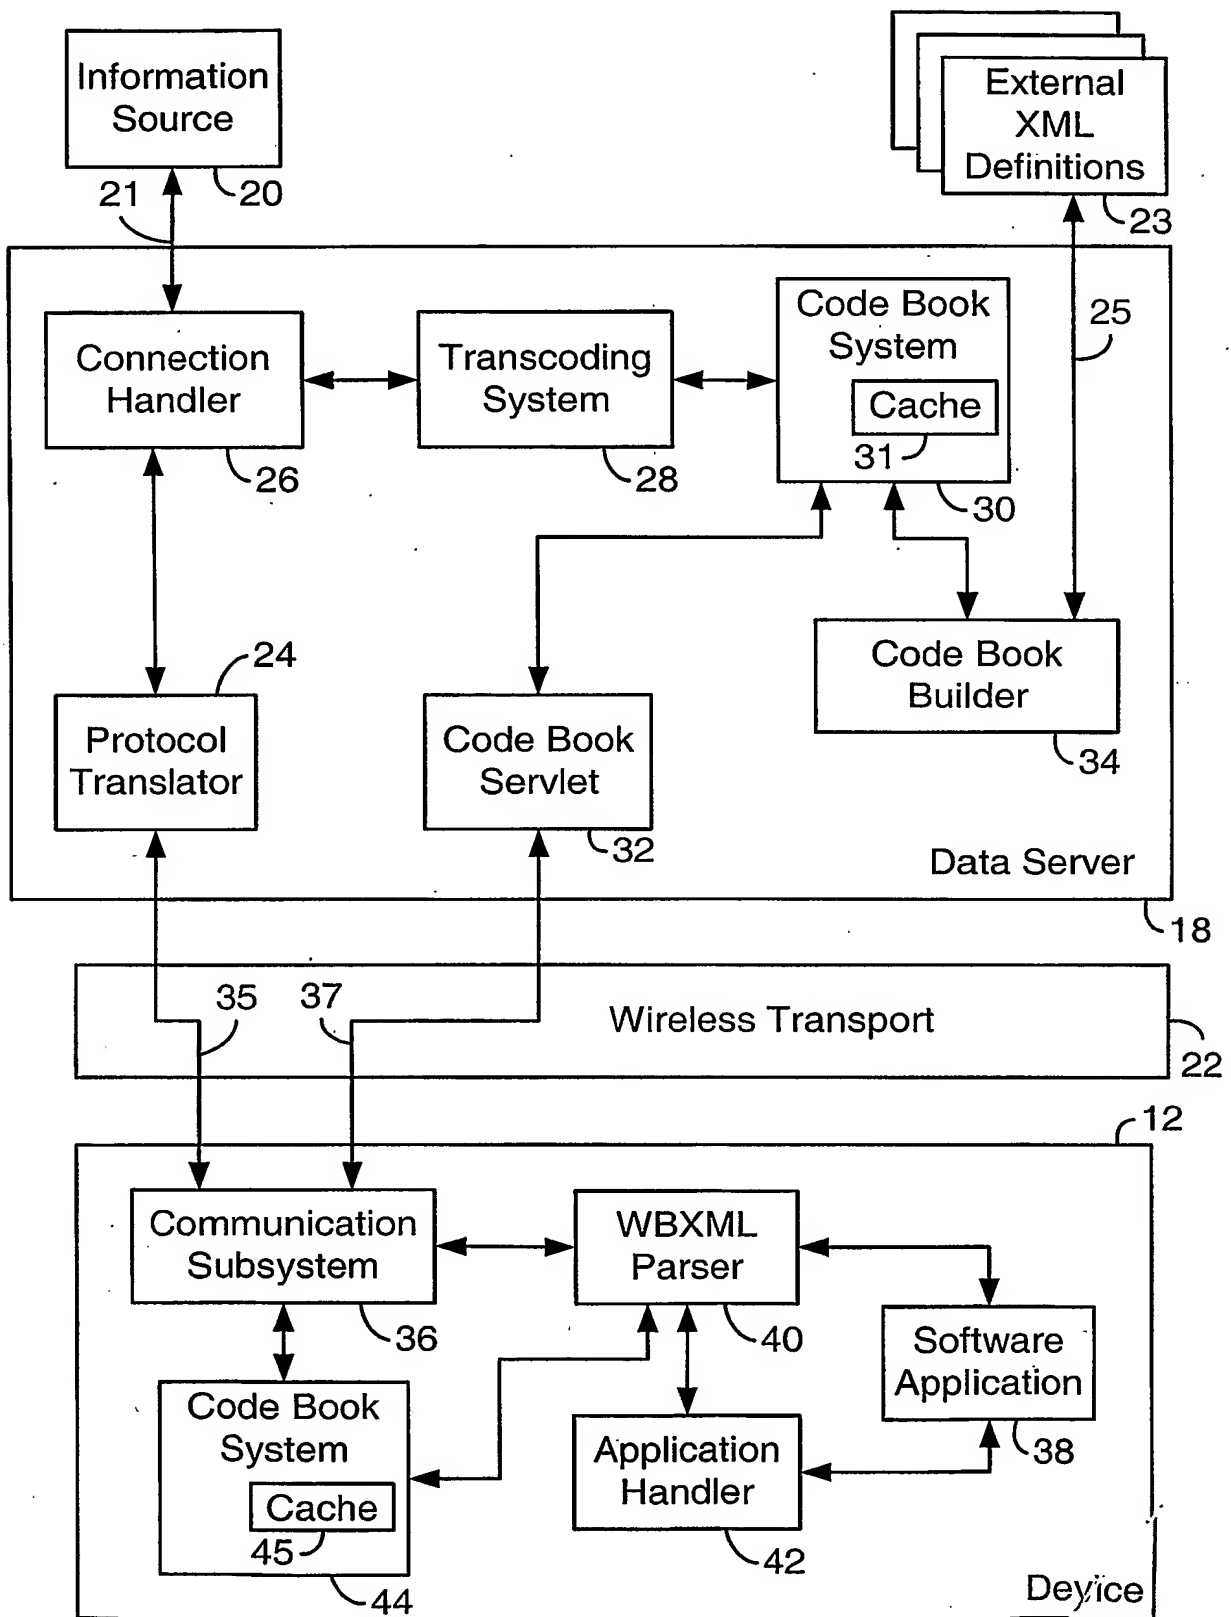 Information
Source
20
21
External
XML
Definitions
23
25
Connection
Handler
26
Transcoding
System
28
Code Book
System
Cache
31
30
24
Protocol
Translator
Code Book
Servlet
32
Code Book
Builder
34
Data Server
18
35
37
Wireless Transport
22
12
Communication
Subsystem
36
WBXML
Parser
40
Software
Application
38
Code Book
System
Cache
45
44
Application
Handler
42
Device